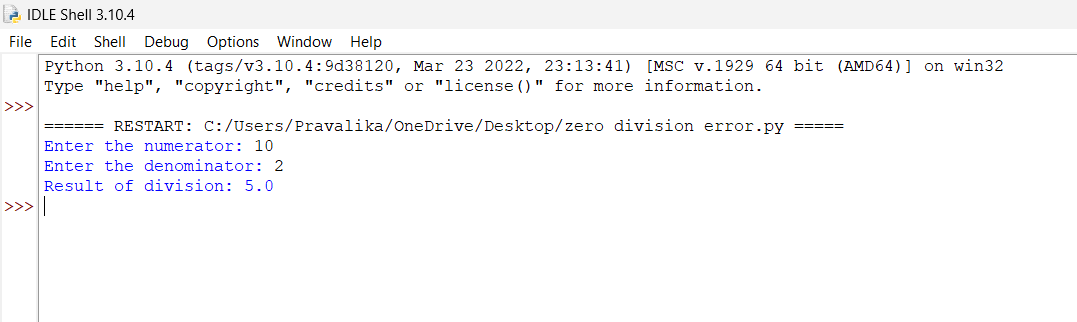 IDLE Shell 3.10.4
File Edit Shell Debug Options Window Help
Python 3.10.4 (tags/v3.10.4:9d38120, Mar 23 2022, 23:13:41) [MSC v.1929 64 bit (AMD64)] on win32
Type "help", "copyright", "credits" or "license()" for more information.
>>>
====== RESTART: C:/Users/Pravalika/OneDrive/Desktop/zero division error.py =====
Enter the numerator: 10
Enter the denominator: 2
Result of division: 5.0
>>>